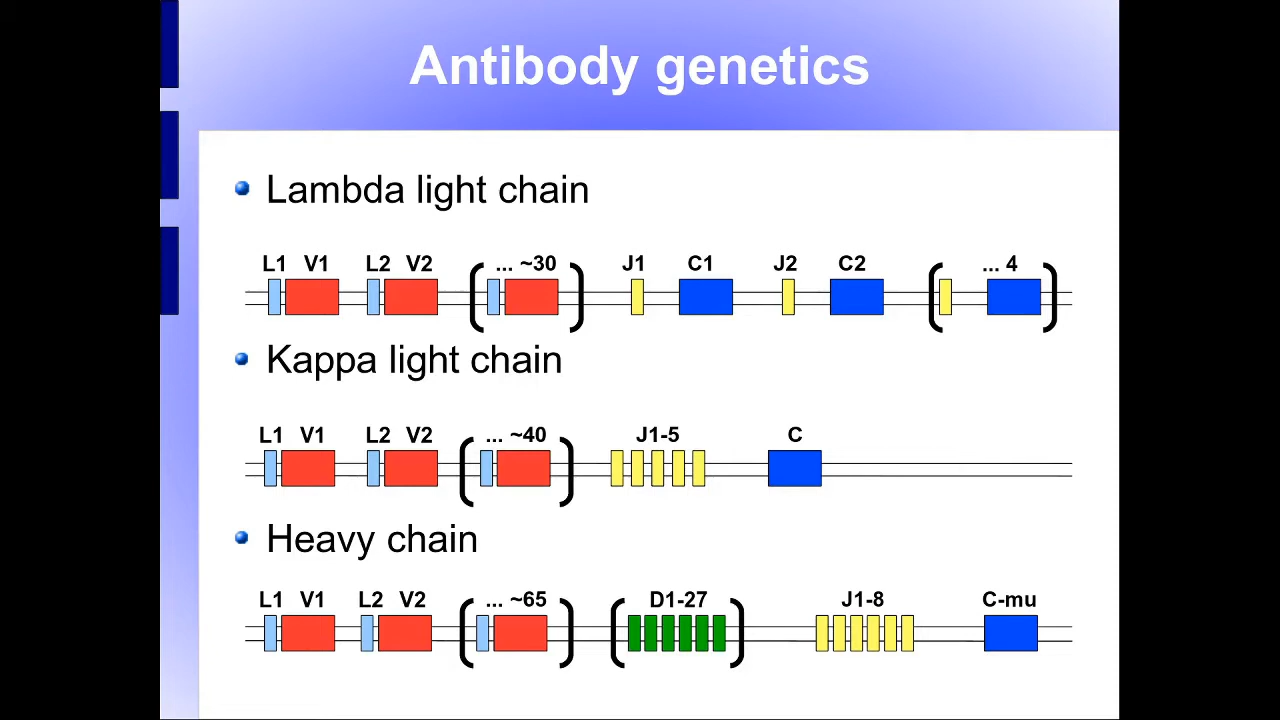 Antibody genetics
Lambda light chain
L1 V1 L2 V2 ... ~30 J1 C1 J2 C2 ... 4
Kappa light chain
L1 V1 L2 V2 ... ~40 J1-5 C
Heavy chain
L1 V1 L2 V2 ... ~65 D1-27 J1-8 C-mu